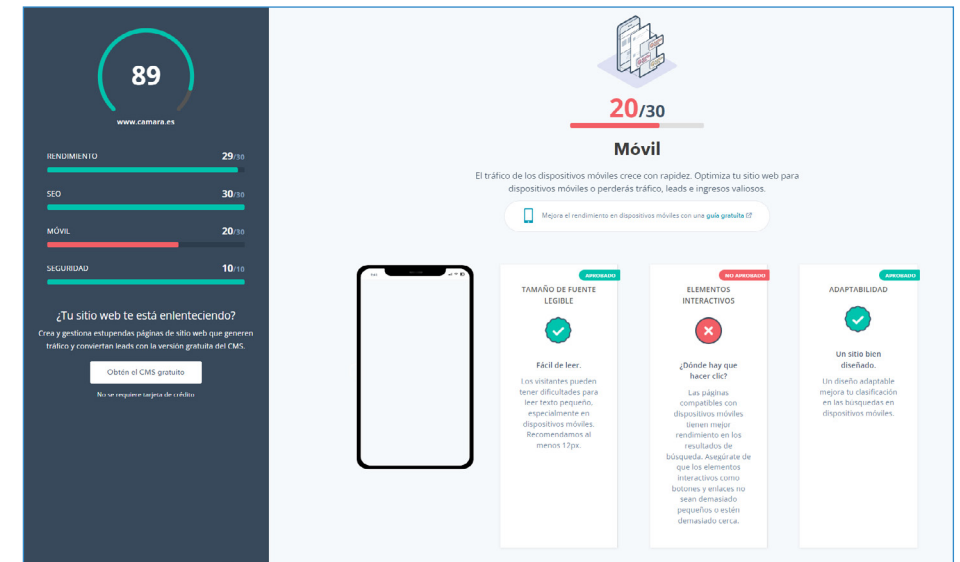 89
www.camara.es
RENDIMIENTO 29/30
SEO 30/30
MÓVIL 20/30
SEGURIDAD 10/10
¿Tu sitio web te está enlenteciendo?
Crea y gestiona estupendas páginas de sitio web que generen
tráfico y conviertan leads con la versión gratuita del CMS.
Obtén el CMS gratuito
No se requiere tarjeta de crédito
20/30
Móvil
El tráfico de los dispositivos móviles crece con rapidez. Optimiza tu sitio web para
dispositivos móviles o perderás tráfico, leads e ingresos valiosos.
Mejora el rendimiento en dispositivos móviles con una guía gratuita
APROBADO
TAMAÑO DE FUENTE
LEGIBLE
Fácil de leer.
Los visitantes pueden
tener dificultades para
leer texto pequeño,
especialmente en
dispositivos móviles.
Recomendamos al
menos 12px.
NO APROBADO
ELEMENTOS
INTERACTIVOS
¿Dónde hay que
hacer clic?
Las páginas
compatibles con
dispositivos móviles
tienen mejor
rendimiento en los
resultados de
búsqueda. Asegúrate de
que los elementos
interactivos como
botones y enlaces no
sean demasiado
pequeños o estén
demasiado cerca.
APROBADO
ADAPTABILIDAD
Un sitio bien
diseñado.
Un diseño adaptable
mejora tu clasificación
en las búsquedas en
dispositivos móviles.